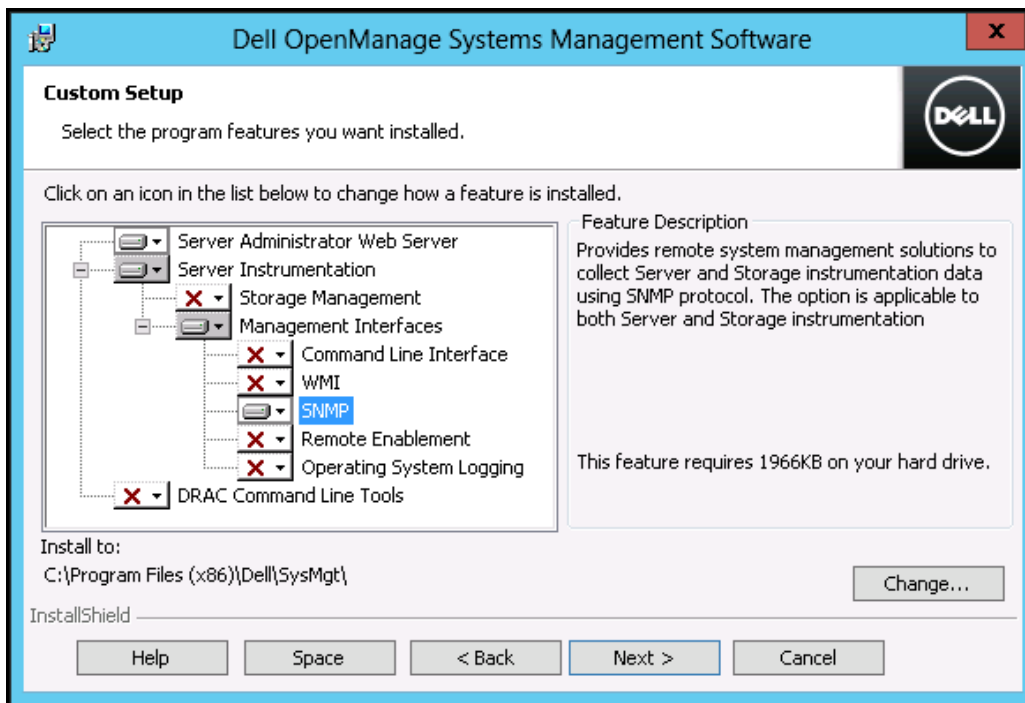 Dell OpenManage Systems Management Software
x
Custom Setup
Select the program features you want installed.
DELL
Click on an icon in the list below to change how a feature is installed.
Server Administrator Web Server
Server Instrumentation
Storage Management
Management Interfaces
Command Line Interface
WMI
SNMP
Remote Enablement
Operating System Logging
DRAC Command Line Tools
Feature Description
Provides remote system management solutions to
collect Server and Storage instrumentation data
using SNMP protocol. The option is applicable to
both Server and Storage instrumentation
This feature requires 1966KB on your hard drive.
Install to:
C:\Program Files (x86)\Dell\SysMgt\
Change...
InstallShield
Help
Space
< Back
Next >
Cancel